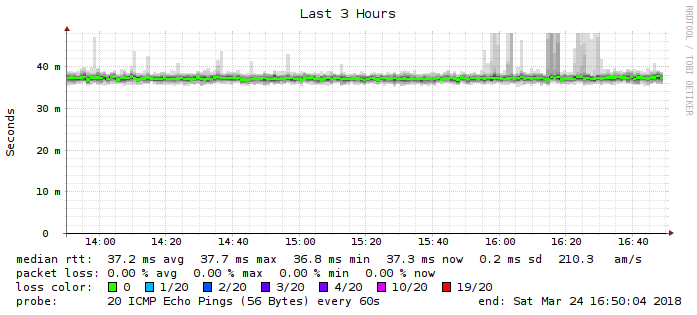 Last 3 Hours
RRDTOOL / TOBI OETIKER
Seconds
40 m
30 m
20 m
10 m
0
14:00 14:20 14:40 15:00 15:20 15:40 16:00 16:20 16:40
median rtt: 37.2 ms avg 37.7 ms max 36.8 ms min 37.3 ms now 0.2 ms sd 210.3 am/s
packet loss: 0.00 % avg 0.00 % max 0.00 % min 0.00 % now
loss color: 0 1/20 2/20 3/20 4/20 10/20 19/20
probe: 20 ICMP Echo Pings (56 Bytes) every 60s end: Sat Mar 24 16:50:04 2018